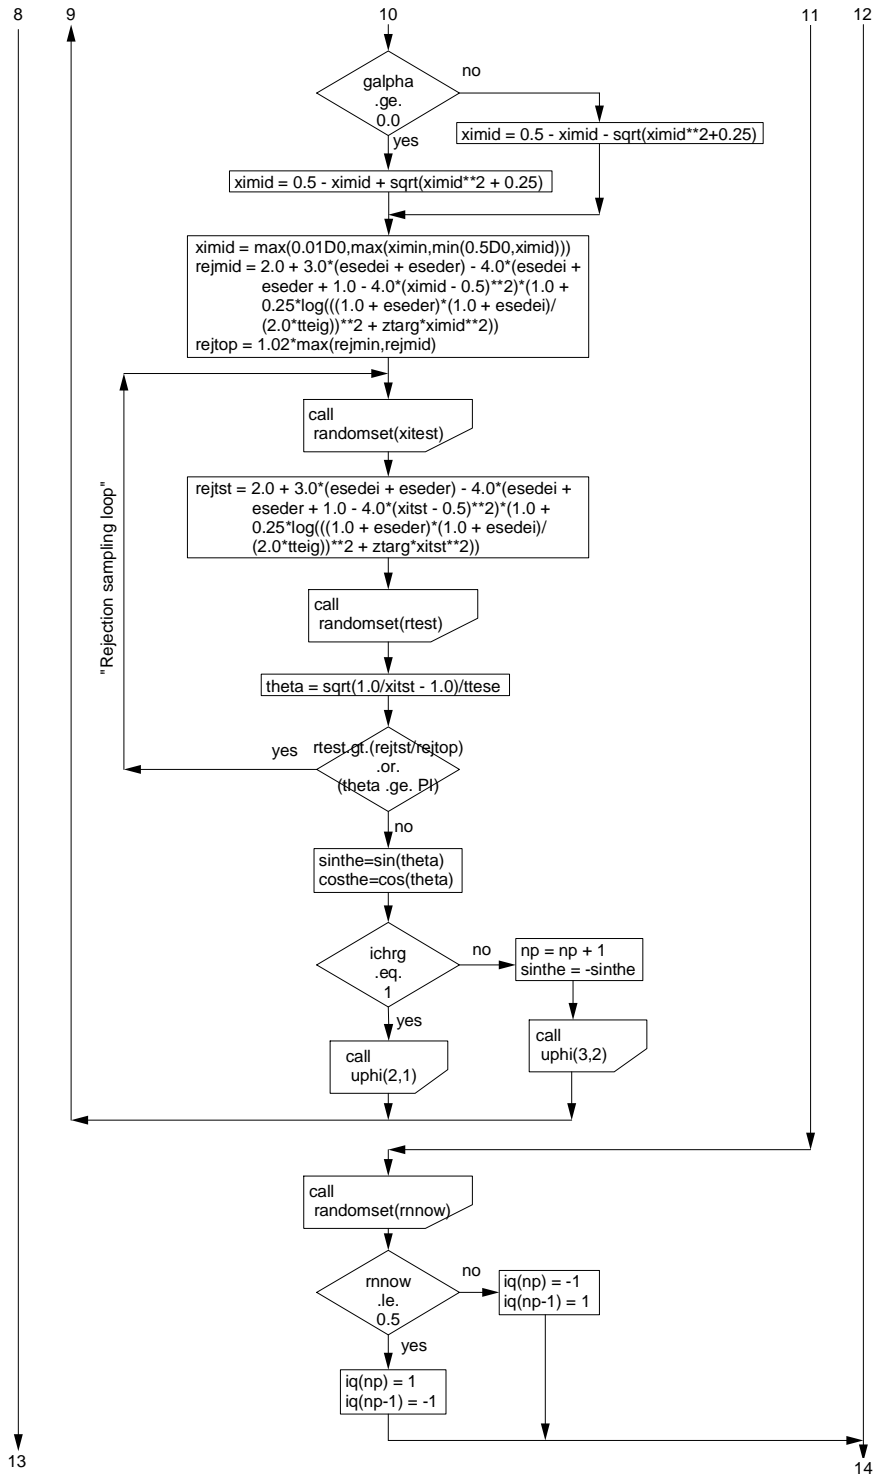 8
9
10
11
12
galpha
.ge.
0.0
no
yes
ximid = 0.5 - ximid - sqrt(ximid**2+0.25)
ximid = 0.5 - ximid + sqrt(ximid**2 + 0.25)
ximid = max(0.01D0,max(ximin,min(0.5D0,ximid)))
rejmid = 2.0 + 3.0*(esedei + eseder) - 4.0*(esedei +
eseder + 1.0 - 4.0*(ximid - 0.5)**2)*(1.0 +
0.25*log(((1.0 + eseder)*(1.0 + esedei)/
(2.0*tteig))**2 + ztarg*ximid**2))
rejtop = 1.02*max(rejmin,rejmid)
"Rejection sampling loop"
call
randomset(xitest)
rejtst = 2.0 + 3.0*(esedei + eseder) - 4.0*(esedei +
eseder + 1.0 - 4.0*(xitst - 0.5)**2)*(1.0 +
0.25*log(((1.0 + eseder)*(1.0 + esedei)/
(2.0*tteig))**2 + ztarg*xitst**2))
call
randomset(rtest)
theta = sqrt(1.0/xitst - 1.0)/ttese
yes
rtest.gt.(rejtst/rejtop)
.or.
(theta .ge. PI)
no
sinthe=sin(theta)
costhe=cos(theta)
ichrg
.eq.
1
no
np = np + 1
sinthe = -sinthe
yes
call
uphi(2,1)
call
uphi(3,2)
call
randomset(rnnow)
rnnow
.le.
0.5
no
iq(np) = -1
iq(np-1) = 1
yes
iq(np) = 1
iq(np-1) = -1
13
14